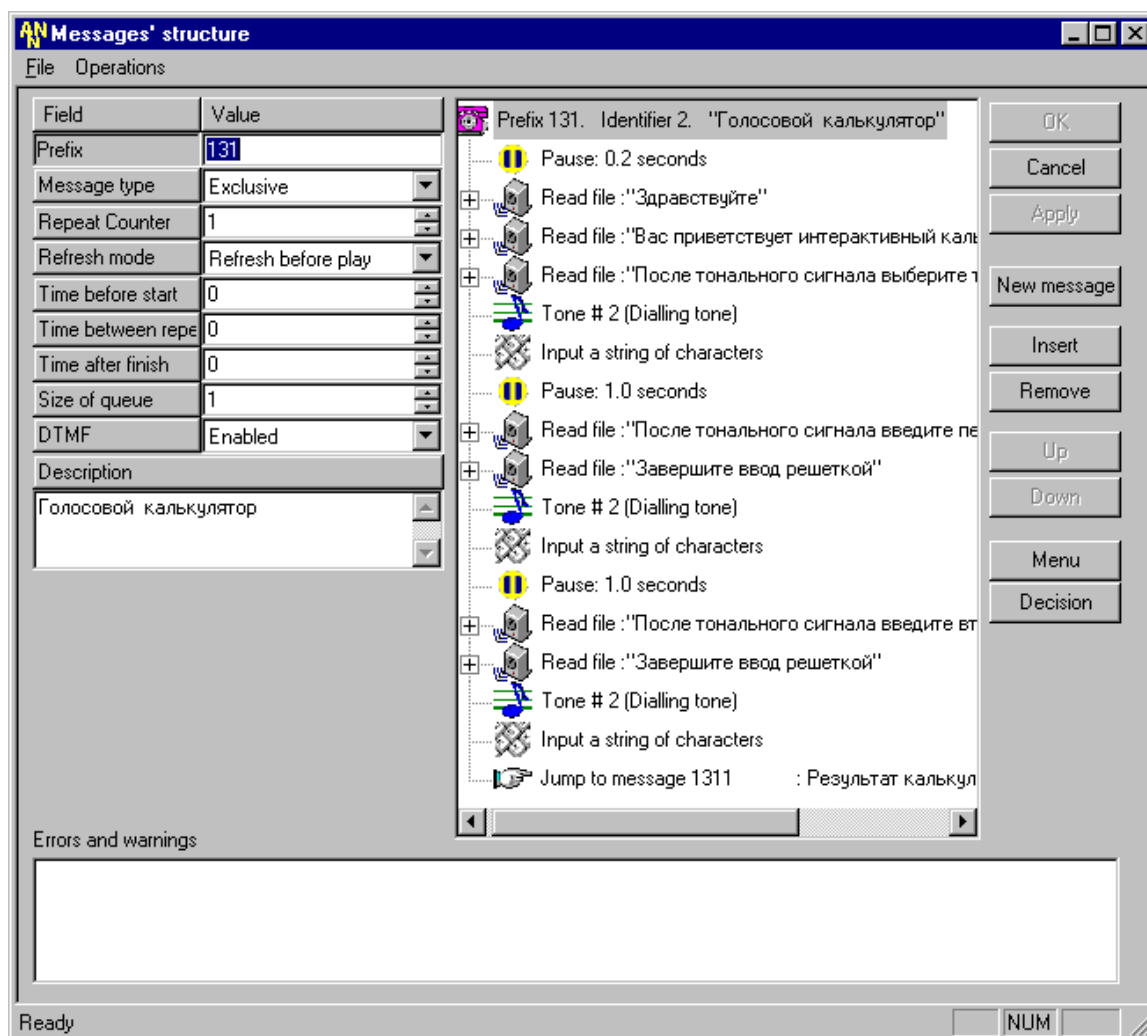 Messages' structure
File Operations
Field Value
Prefix 131
Message type Exclusive
Repeat Counter 1
Refresh mode Refresh before play
Time before start 0
Time between repe 0
Time after finish 0
Size of queue 1
DTMF Enabled
Description
Голосовой калькулятор
Prefix 131. Identifier 2. "Голосовой калькулятор"
Pause: 0.2 seconds
Read file :"Здравствуйте"
Read file :"Вас приветствует интерактивный каль
Read file :"После тонального сигнала выберите т
Tone # 2 (Dialling tone)
Input a string of characters
Pause: 1.0 seconds
Read file :"После тонального сигнала введите пе
Read file :"Завершите ввод решеткой"
Tone # 2 (Dialling tone)
Input a string of characters
Pause: 1.0 seconds
Read file :"После тонального сигнала введите вт
Read file :"Завершите ввод решеткой"
Tone # 2 (Dialling tone)
Input a string of characters
Jump to message 1311 : Результат калькул
OK
Cancel
Apply
New message
Insert
Remove
Up
Down
Menu
Decision
Errors and warnings
Ready NUM